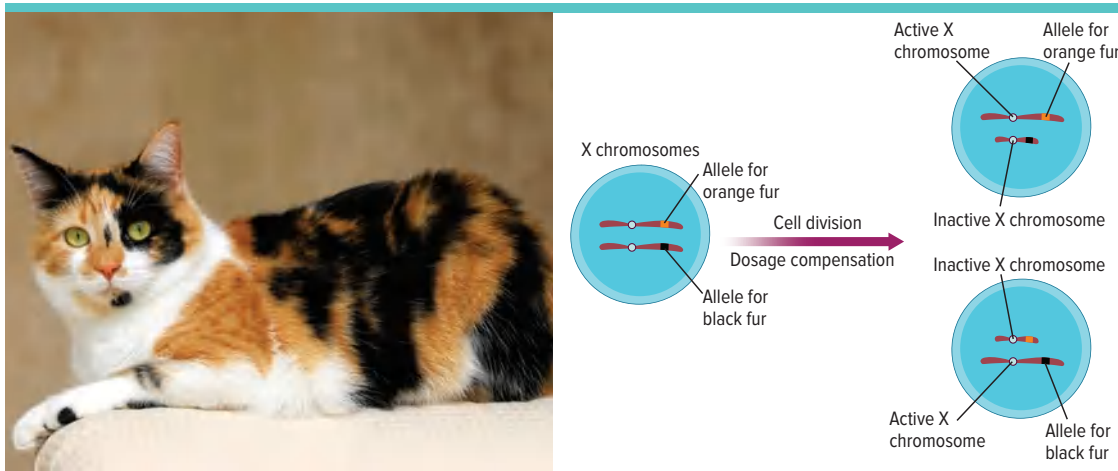 X chromosomes
Allele for
orange fur
Allele for
black fur
Cell division
Dosage compensation
Active X
chromosome
Allele for
orange fur
Inactive X chromosome
Inactive X chromosome
Active X
chromosome
Allele for
black fur